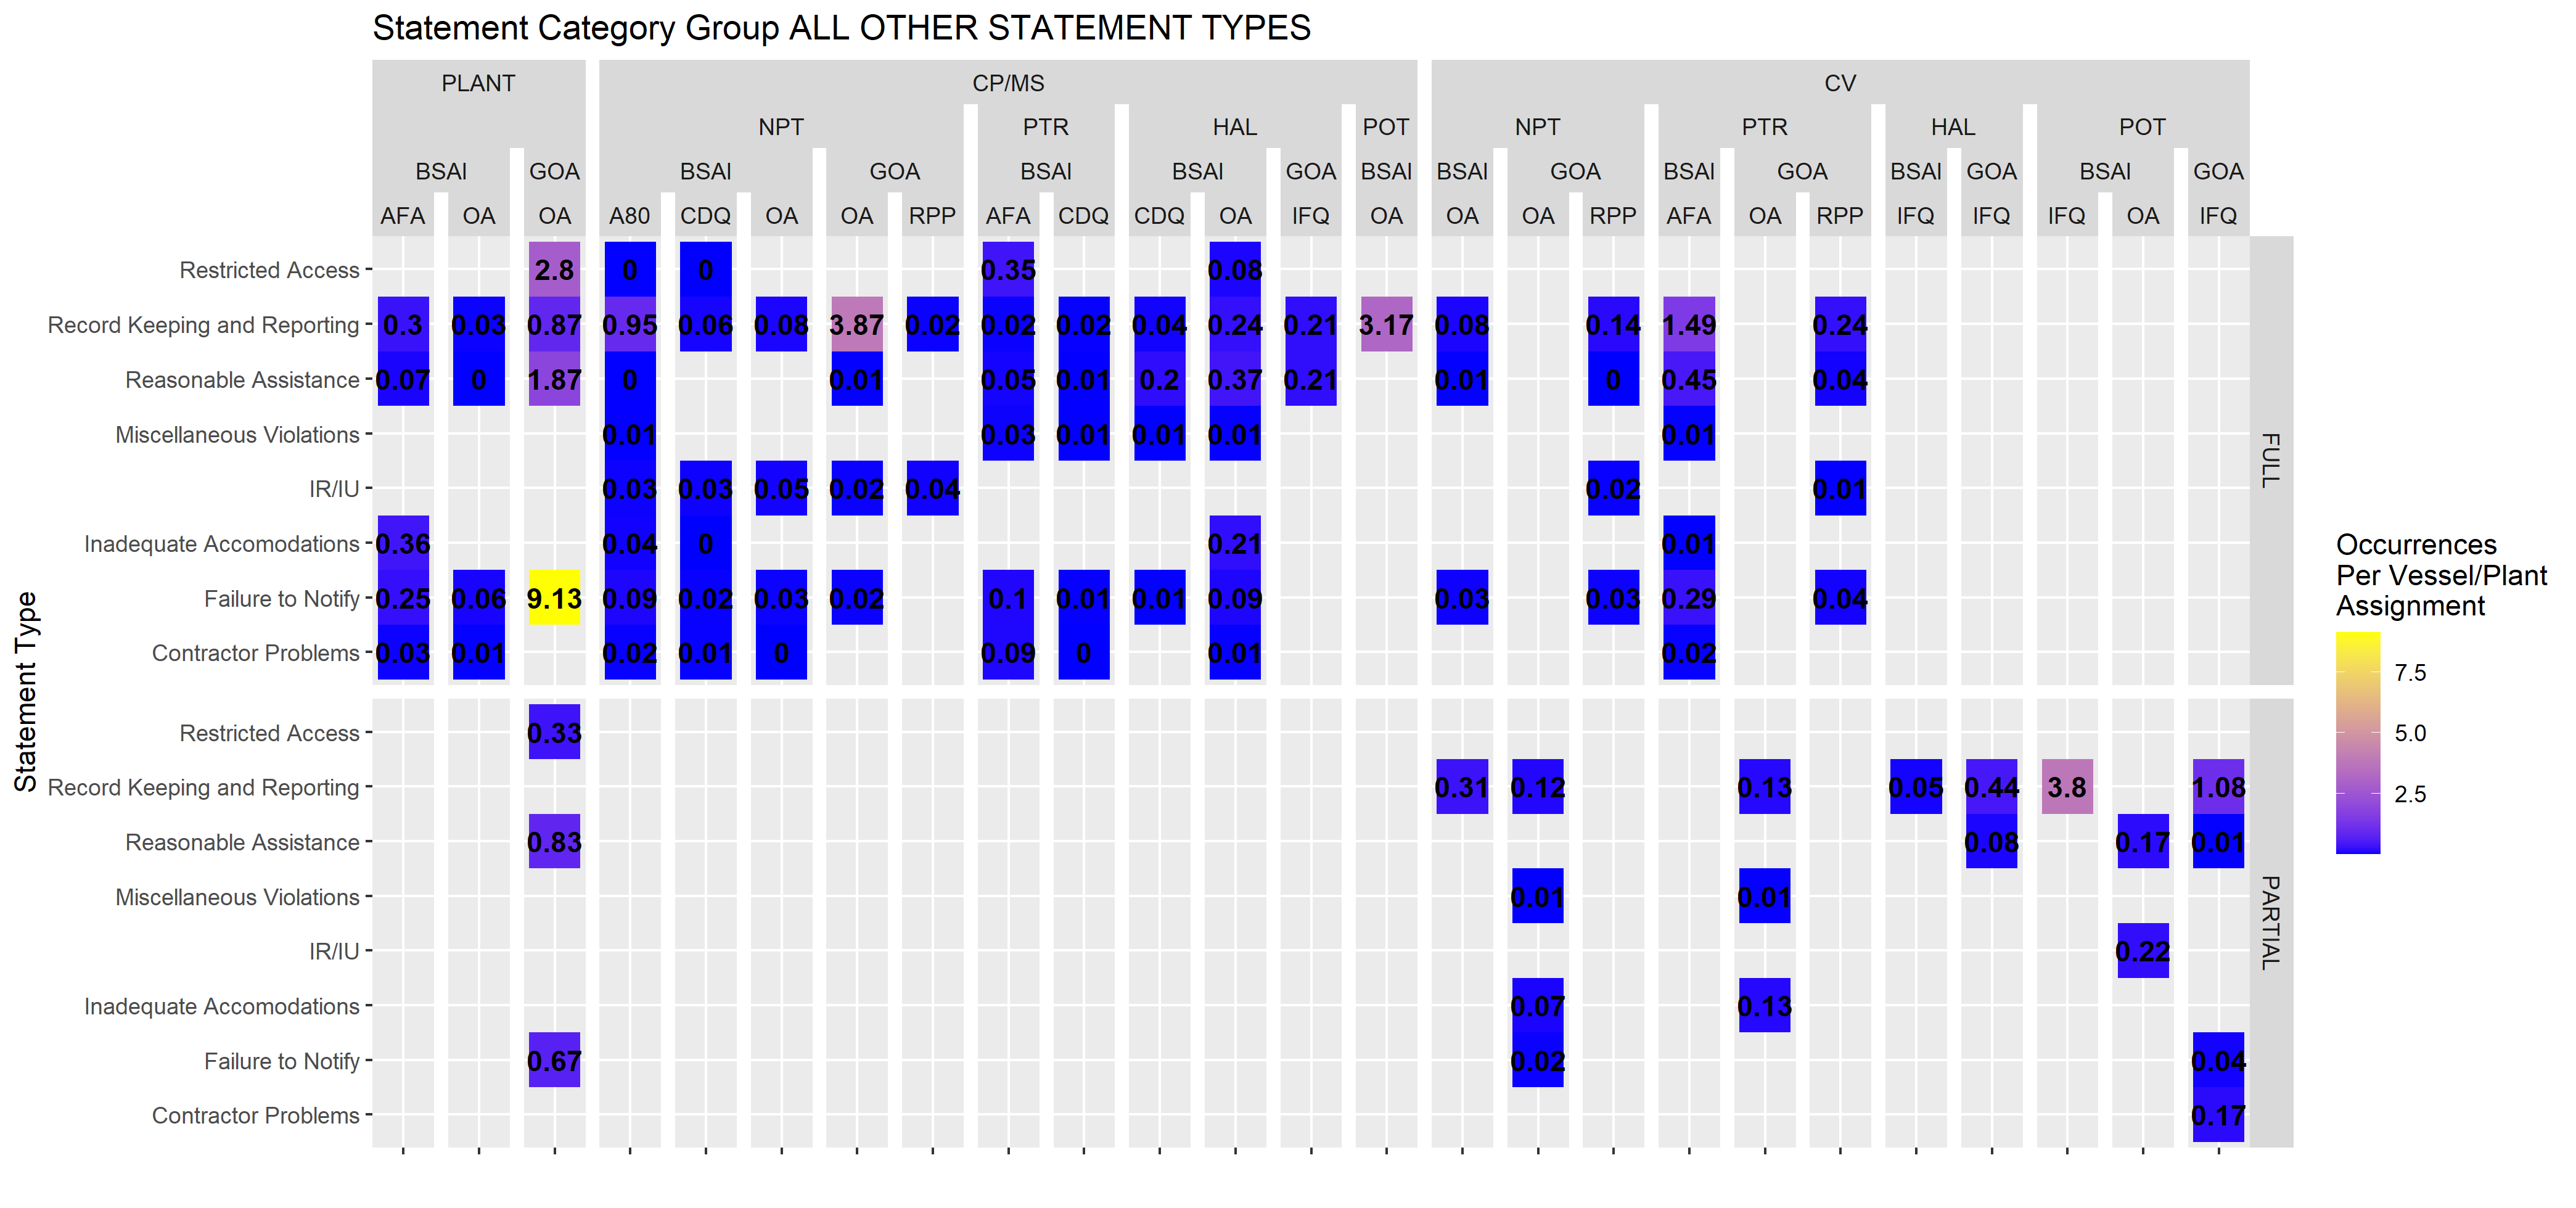 Statement Category Group ALL OTHER STATEMENT TYPES
PLANT CP/MS CV
NPT PTR HAL POT NPT PTR HAL POT
BSAI GOA BSAI GOA BSAI BSAI GOA BSAI BSAI GOA BSAI GOA BSAI GOA BSAI GOA
AFA OA OA A80 CDQ OA OA RPP AFA CDQ CDQ OA IFQ OA OA OA RPP AFA OA RPP IFQ IFQ IFQ OA IFQ
Restricted Access 2.8 0 0 0.35 0.08
Record Keeping and Reporting 0.3 0.03 0.87 0.95 0.06 0.08 3.87 0.02 0.02 0.02 0.04 0.24 0.21 3.17 0.08 0.14 1.49 0.24
Reasonable Assistance 0.07 0 1.87 0 0.01 0.05 0.01 0.2 0.37 0.21 0.01 0 0.45 0.04
Miscellaneous Violations 0.01 0.03 0.01 0.01 0.01 0.01
IR/IU 0.03 0.03 0.05 0.02 0.04 0.02 0.01
Inadequate Accomodations 0.36 0.04 0 0.21 0.01
Failure to Notify 0.25 0.06 9.13 0.09 0.02 0.03 0.02 0.1 0.01 0.01 0.09 0.03 0.03 0.29 0.04
Contractor Problems 0.03 0.01 0.02 0.01 0 0.09 0 0.01 0.02
FULL
Restricted Access 0.33
Record Keeping and Reporting 0.31 0.12 0.13 0.05 0.44 3.8 1.08
Reasonable Assistance 0.83 0.08 0.17 0.01
Miscellaneous Violations 0.01 0.01
IR/IU 0.22
Inadequate Accomodations 0.07 0.13
Failure to Notify 0.67 0.02 0.04
Contractor Problems 0.17
PARTIAL
Statement Type
Occurrences
Per Vessel/Plant
Assignment
7.5
5.0
2.5